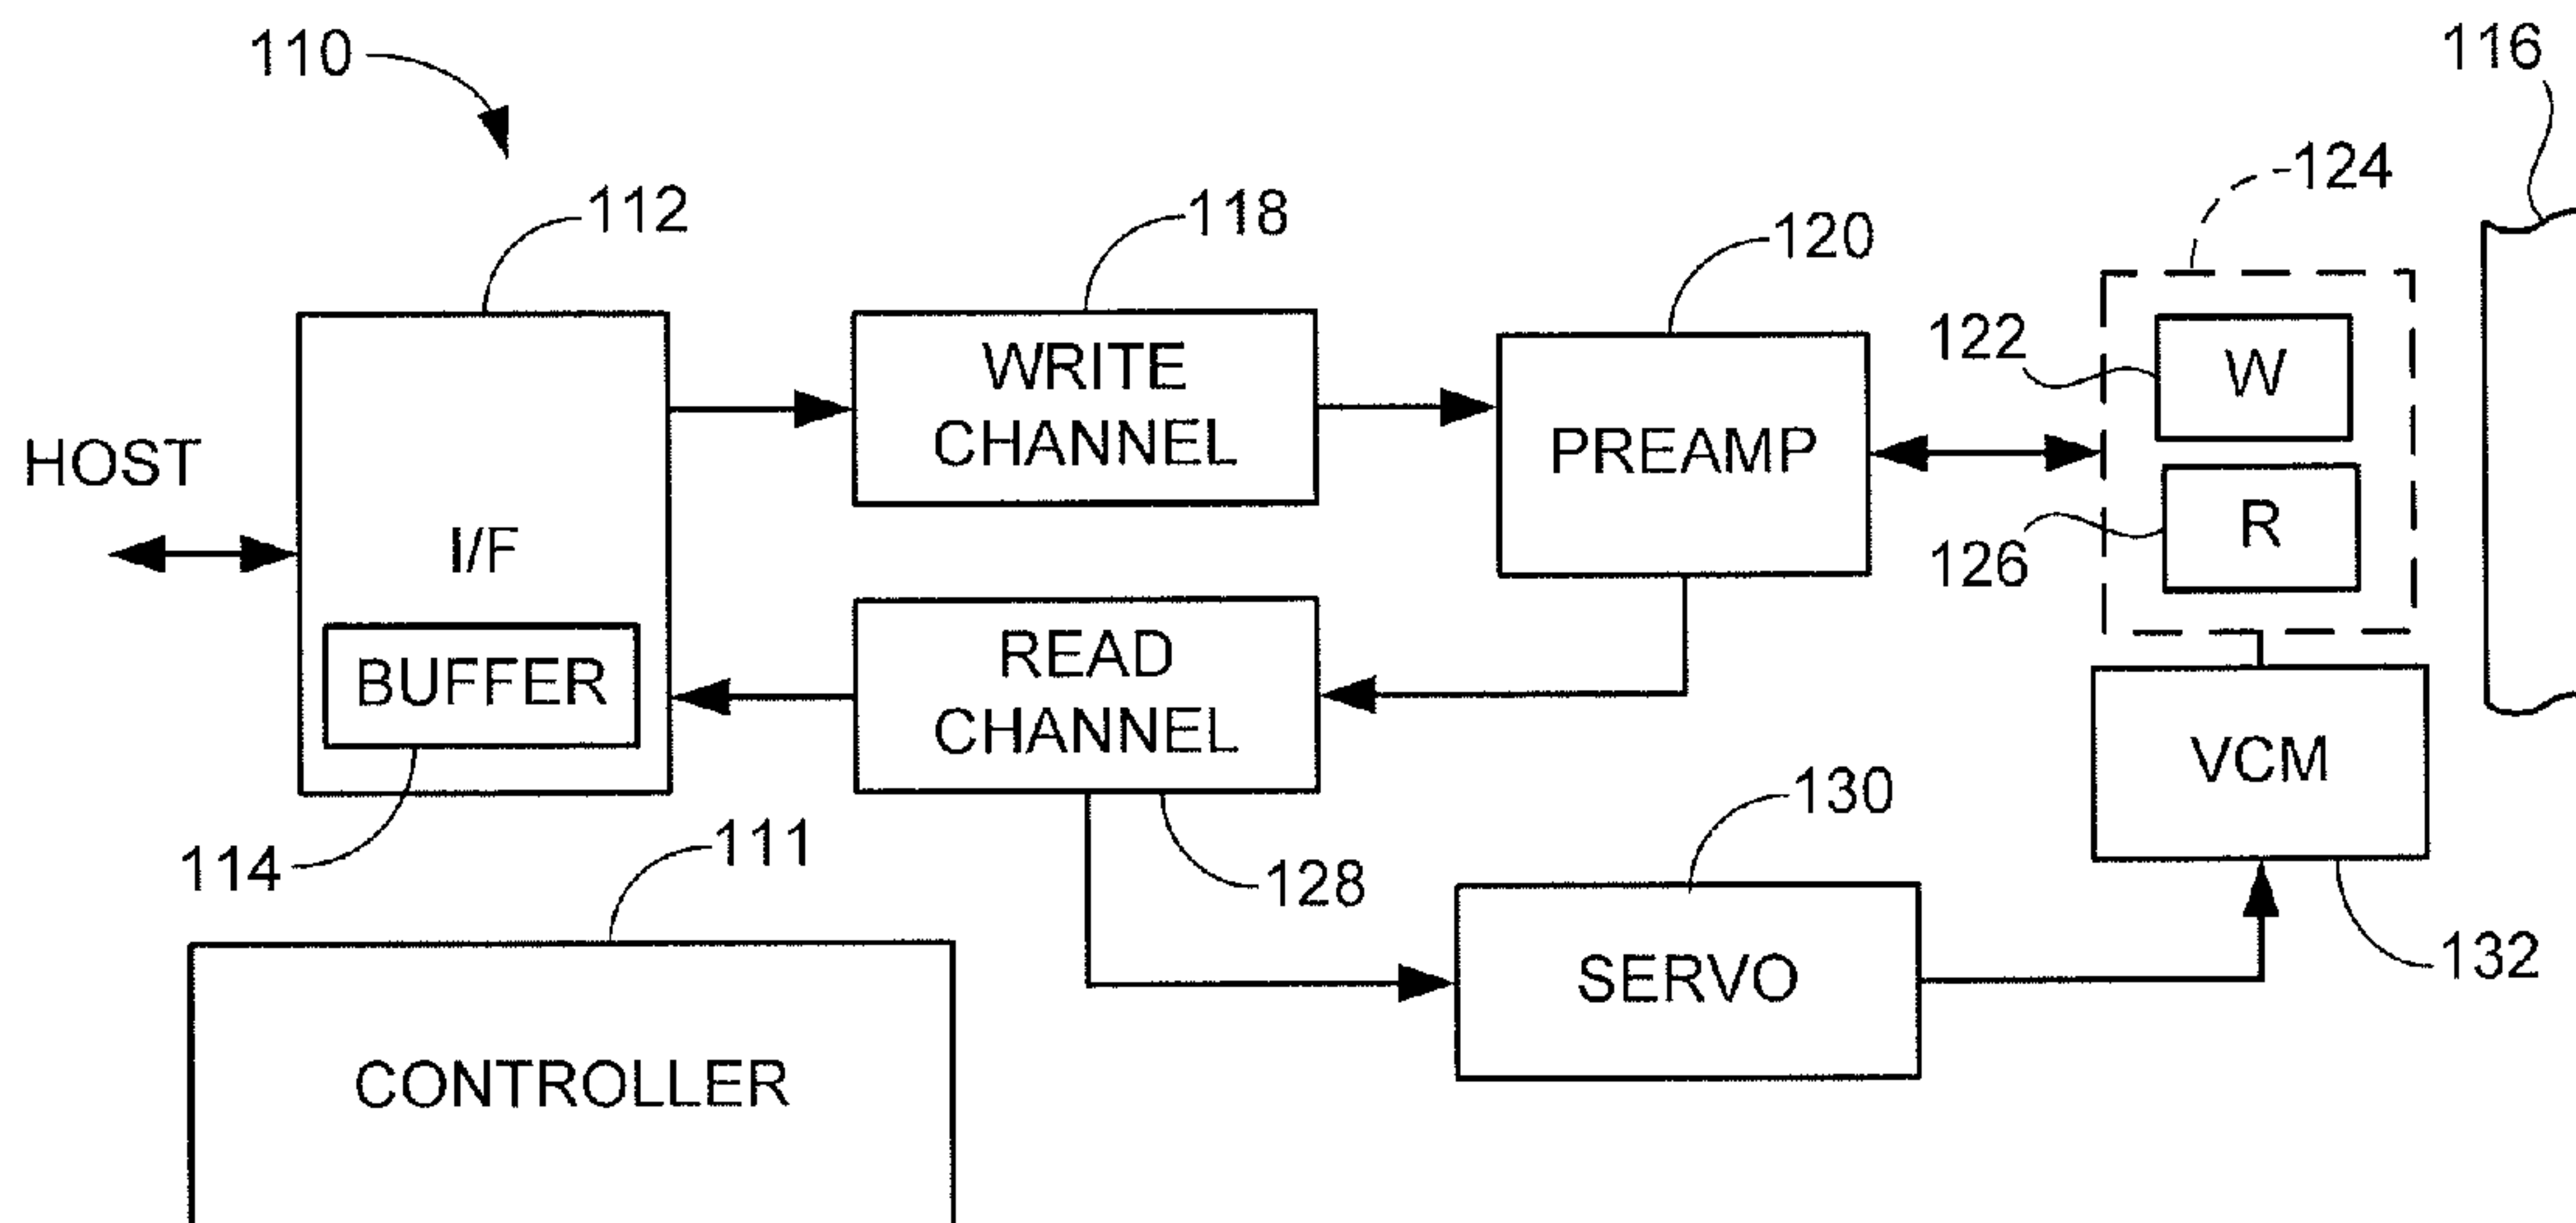 110
116
112
118
120
124
HOST
I/F
BUFFER
114
WRITE
CHANNEL
PREAMP
122
W
126
R
READ
CHANNEL
128
VCM
132
130
SERVO
111
CONTROLLER